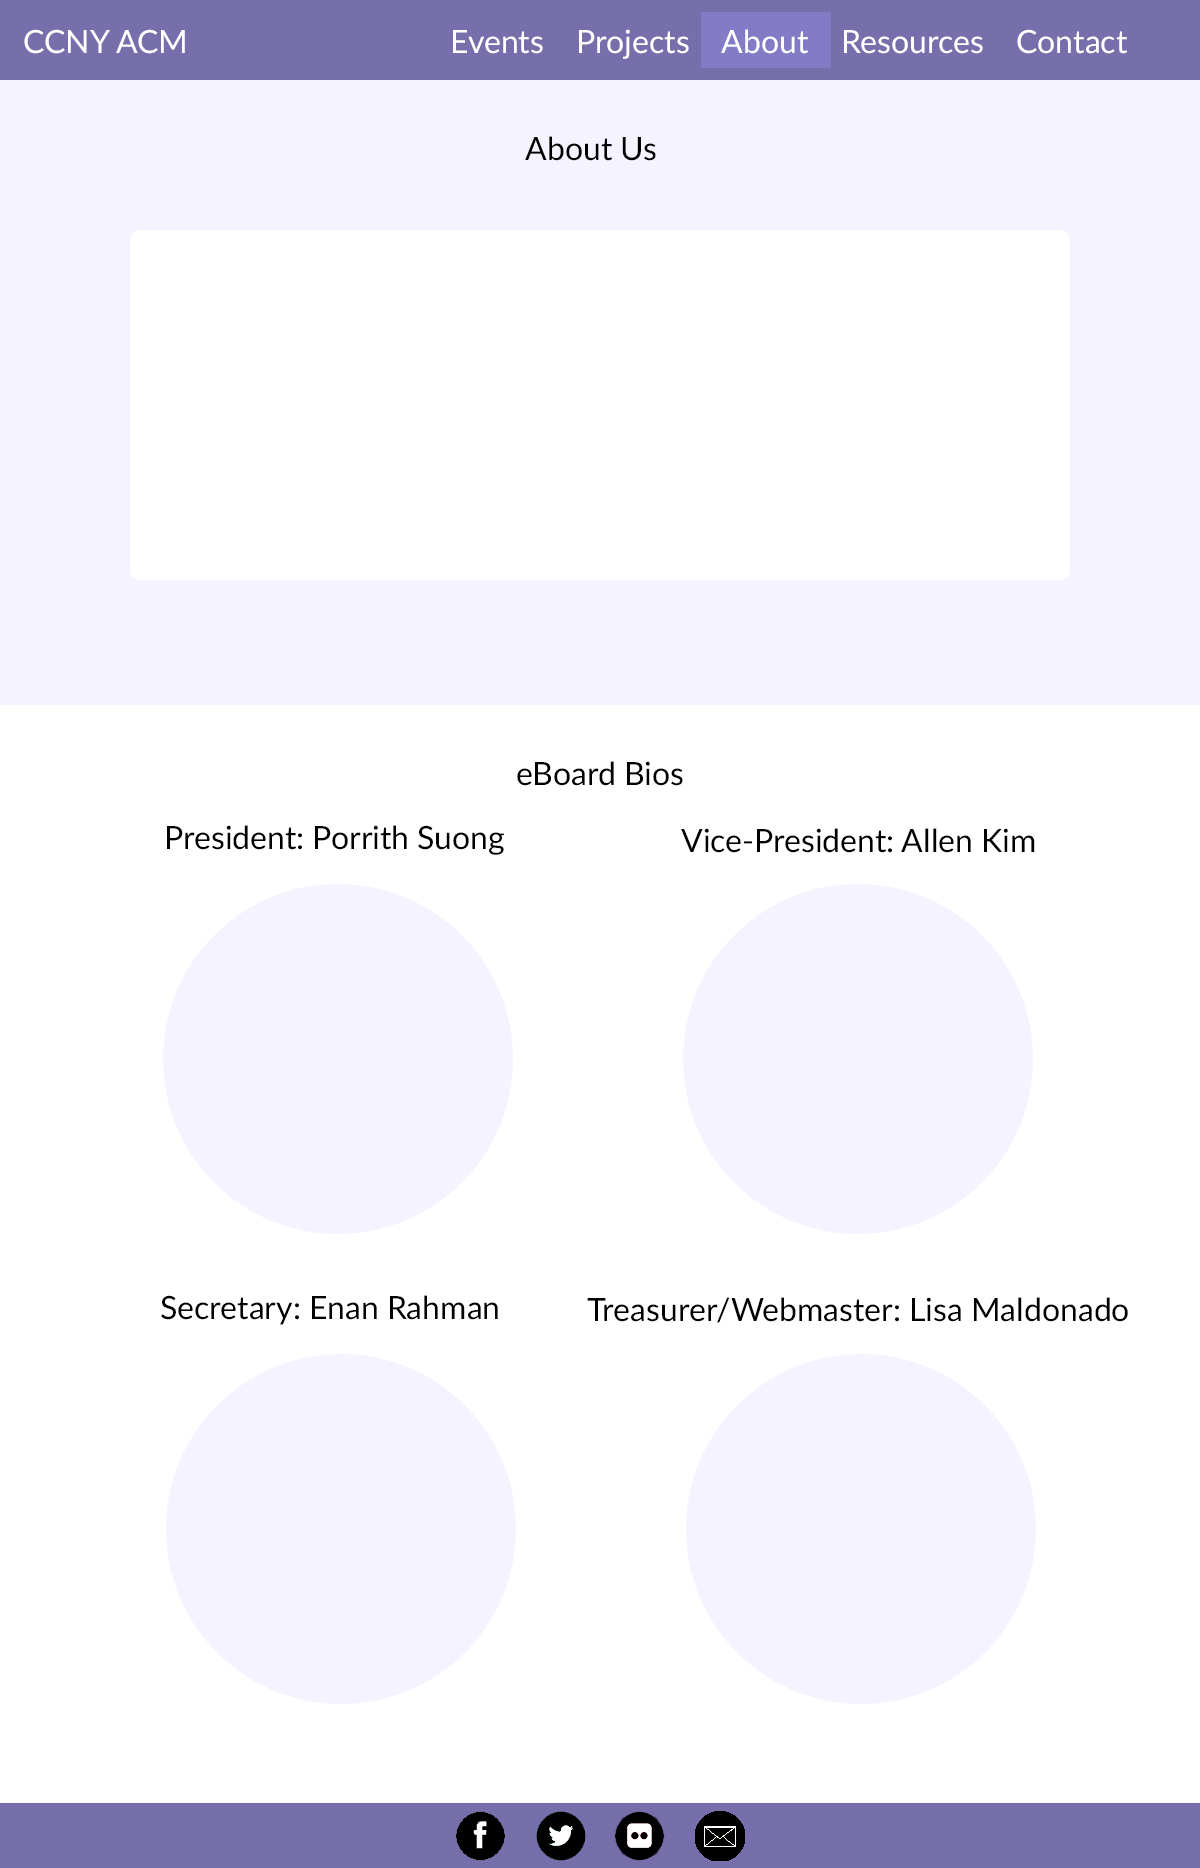 CCNY ACM Events Projects About Resources Contact
About Us
eBoard Bios
President: Porrith Suong
Vice-President: Allen Kim
Secretary: Enan Rahman
Treasurer/Webmaster: Lisa Maldonado